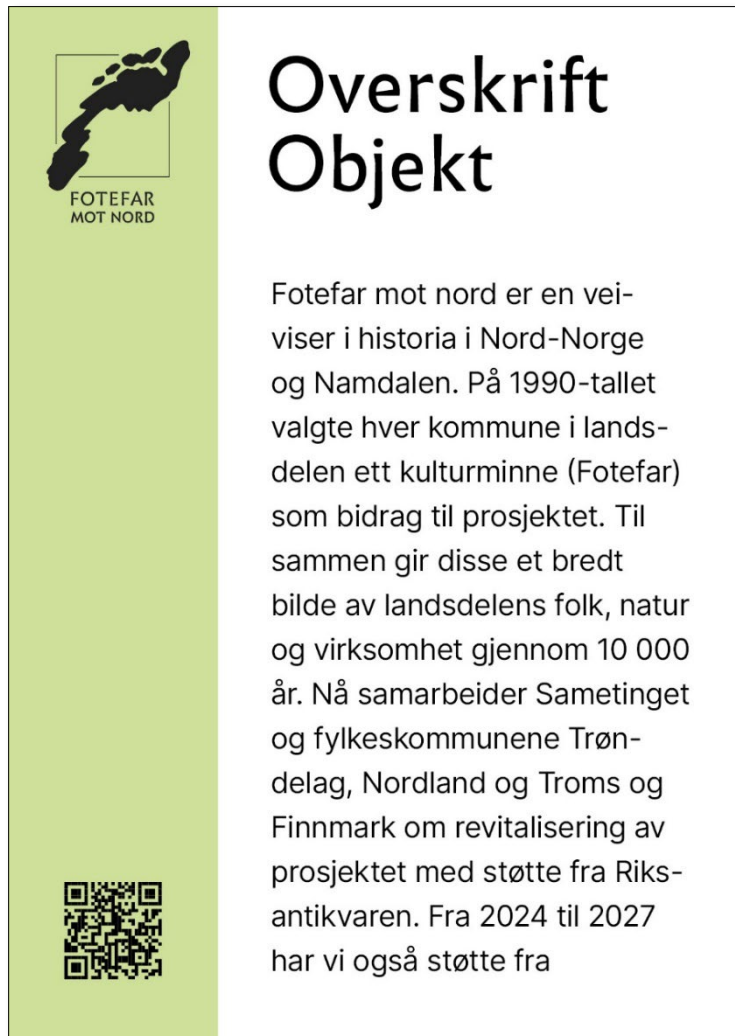 FOTEFAR
MOT NORD
Overskrift
Objekt
Fotefar mot nord er en vei-
viser i historia i Nord-Norge
og Namdalen. På 1990-tallet
valgte hver kommune i lands-
delen ett kulturminne (Fotefar)
som bidrag til prosjektet. Til
sammen gir disse et bredt
bilde av landsdelens folk, natur
og virksomhet gjennom 10 000
år. Nå samarbeider Sametinget
og fylkeskommunene Trøn-
delag, Nordland og Troms og
Finnmark om revitalisering av
prosjektet med støtte fra Riks-
antikvaren. Fra 2024 til 2027
har vi også støtte fra